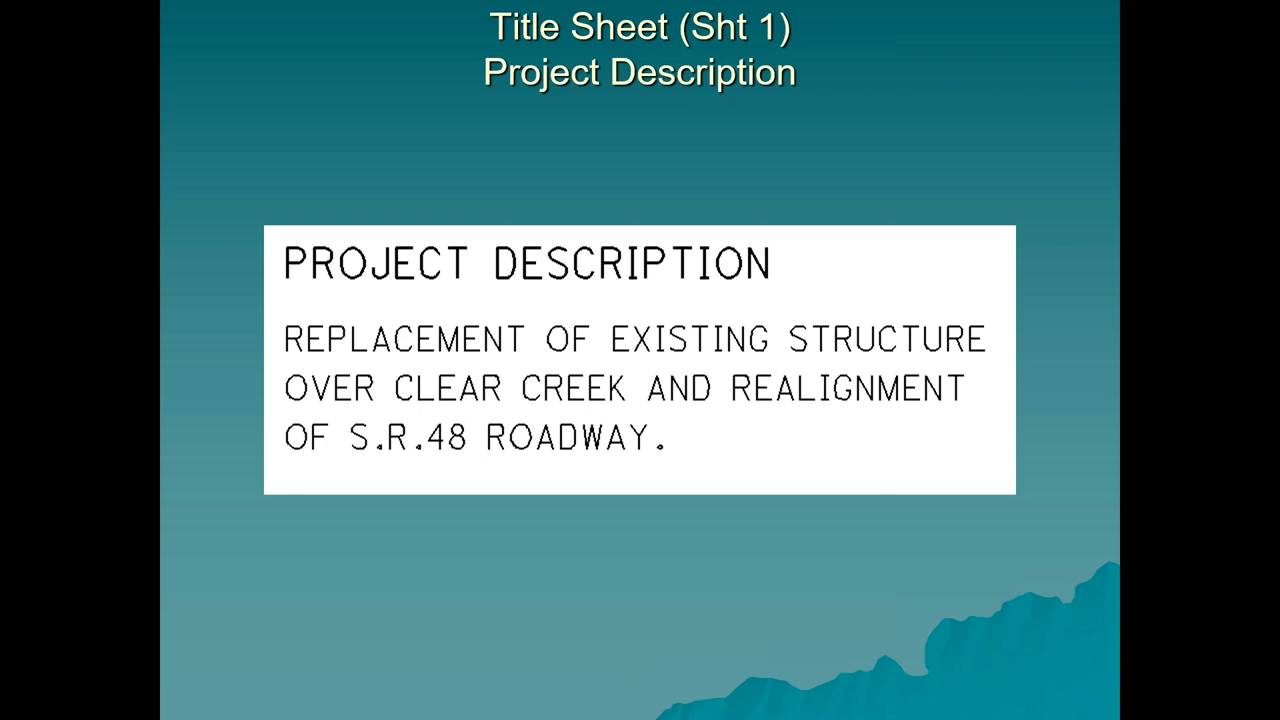 Title Sheet (Sht 1)
Project Description
PROJECT DESCRIPTION
REPLACEMENT OF EXISTING STRUCTURE
OVER CLEAR CREEK AND REALIGNMENT
OF S.R.48 ROADWAY.